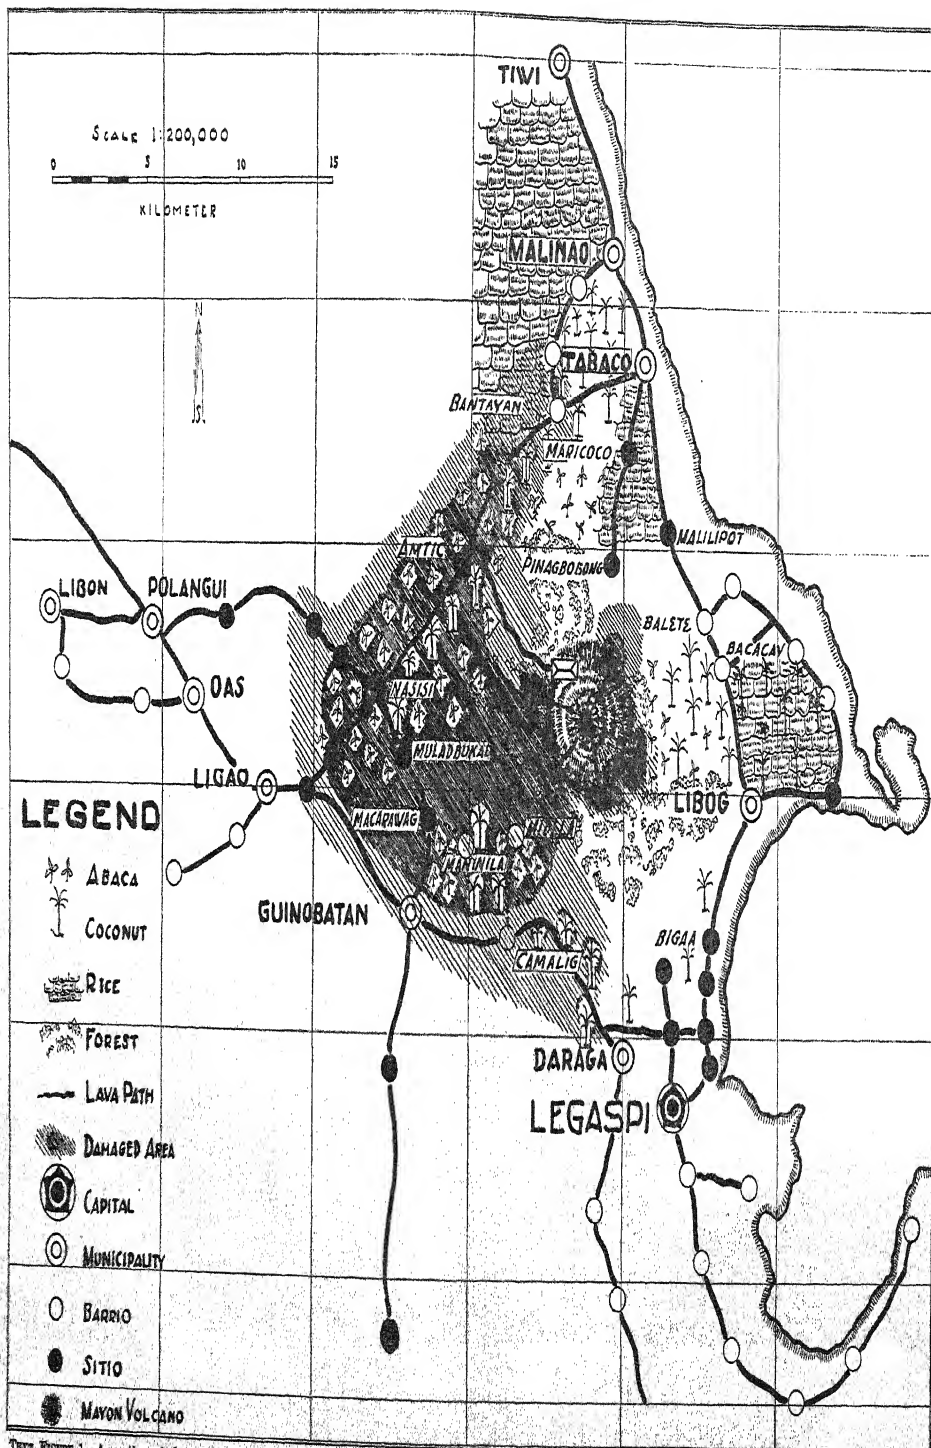 TIWI
SCALE 1:200,000
0 5 10 15
KILOMETER
MALINAO
N
S
TABACO
BANTAYAN
MARICOCO
MALILIPOT
AMTIC
PINAGBOBONG
LIBON
POLANGUI
BALETE
BACACAY
OAS
NASISI
MULADBUKAD
LIGAO
LIBOG
LEGEND
MACABAWAG
MANINILA
ABACA
GUINOBATAN
COCONUT
BIGAA
CAMALIG
RICE
FOREST
DARAGA
LAVA PATH
LEGASPI
DAMAGED AREA
CAPITAL
MUNICIPALITY
BARRIO
SITIO
MAYON VOLCANO